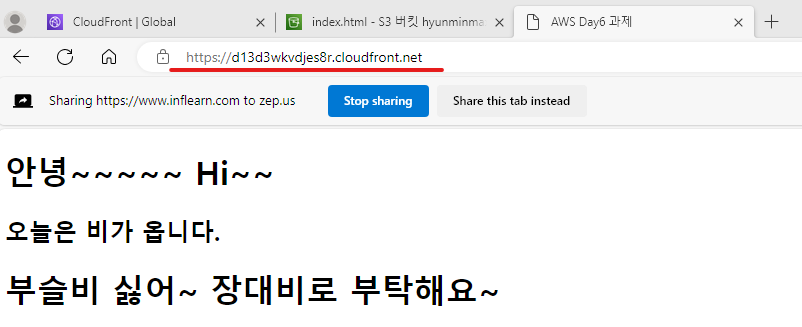 CloudFront | Global
index.html - S3 버킷 hyunminma
AWS Day6 과제
https://d13d3wkvdjes8r.cloudfront.net
Sharing https://www.inflearn.com to zep.us
Stop sharing
Share this tab instead
안녕~~~~~ Hi~~
오늘은 비가 옵니다.
부슬비 싫어~ 장대비로 부탁해요~